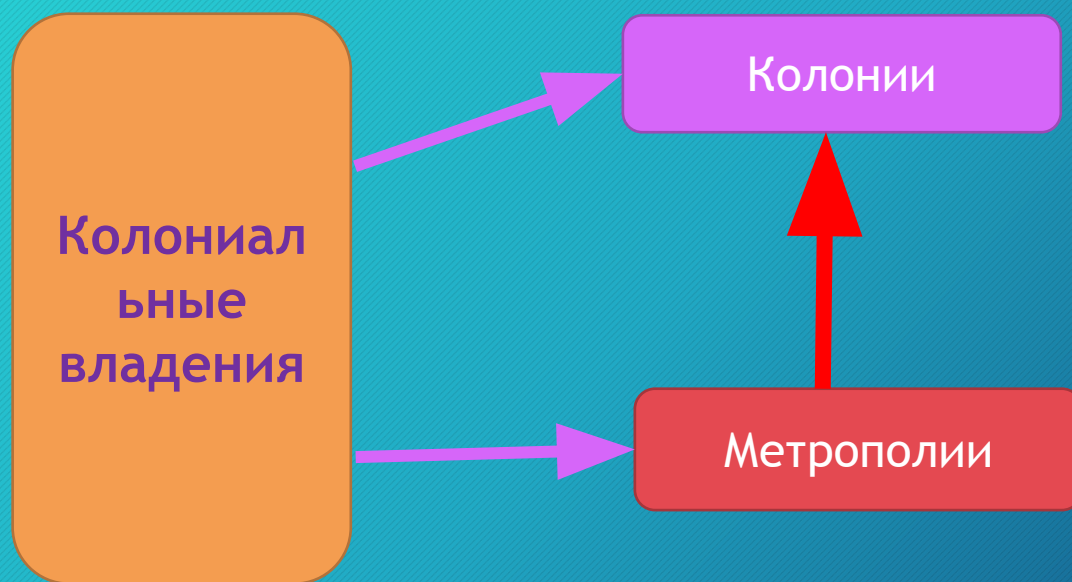 Колониал
ьные
владения
Колонии
Метрополии